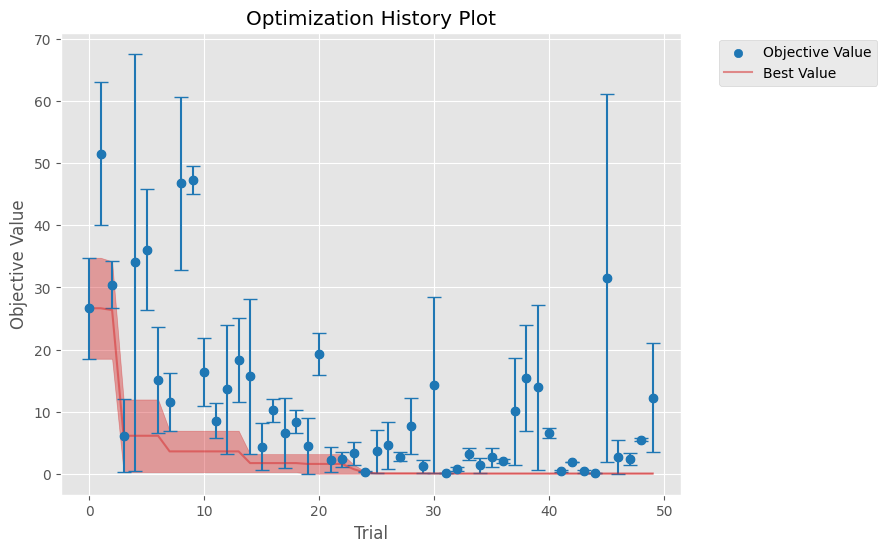 Optimization History Plot
Objective Value
Best Value
70
60
50
40
30
20
10
0
Objective Value
0 10 20 30 40 50
Trial